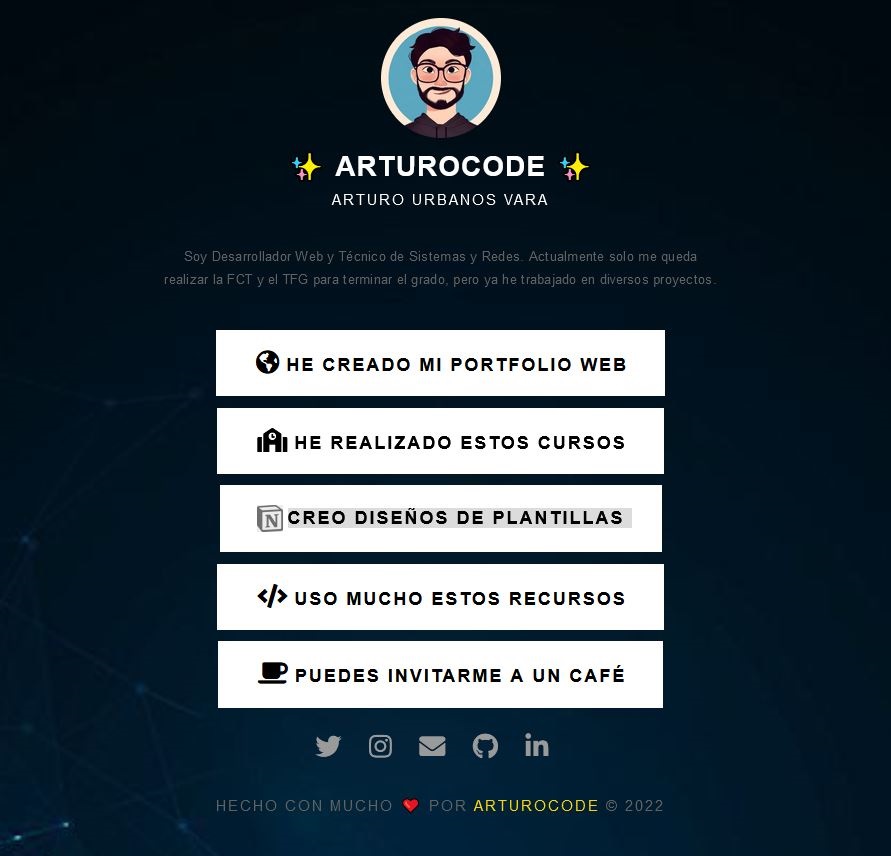 ✨ ARTUROCODE ✨
ARTURO URBANOS VARA
Soy Desarrollador Web y Técnico de Sistemas y Redes. Actualmente solo me queda
realizar la FCT y el TFG para terminar el grado, pero ya he trabajado en diversos proyectos.
HE CREADO MI PORTFOLIO WEB
HE REALIZADO ESTOS CURSOS
N CREO DISEÑOS DE PLANTILLAS
USO MUCHO ESTOS RECURSOS
PUEDES INVITARME A UN CAFÉ
HECHO CON MUCHO ❤ POR ARTUROCODE © 2022